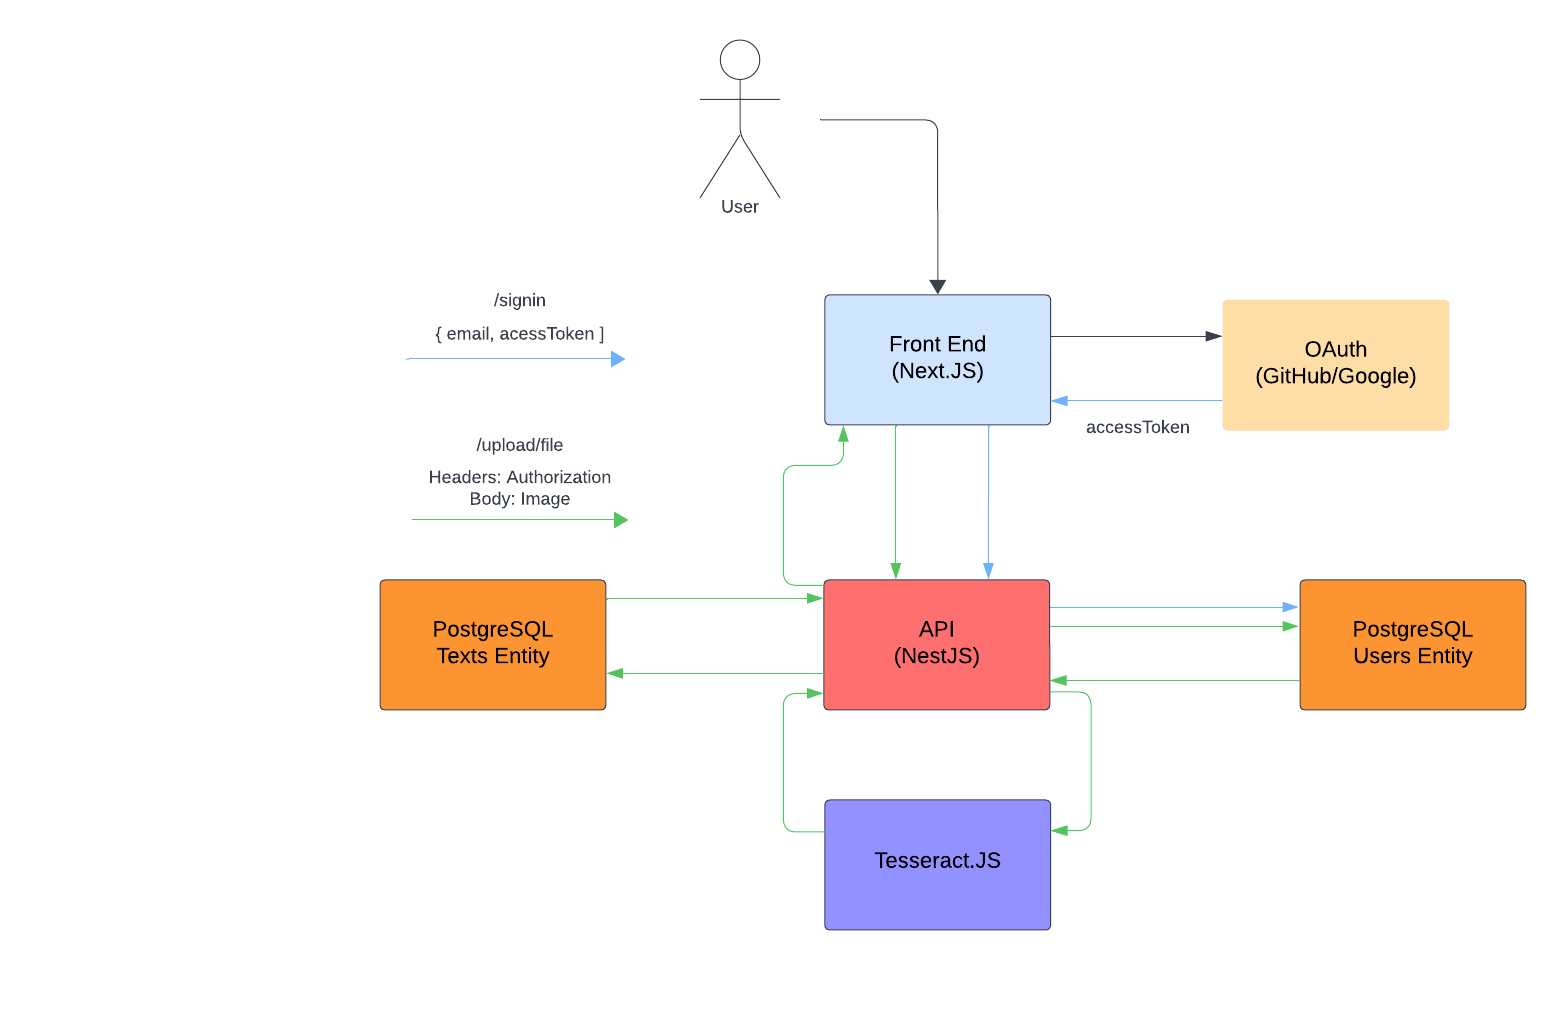 User
/signin
{ email, acessToken ]
Front End
(Next.JS)
OAuth
(GitHub/Google)
accessToken
/upload/file
Headers: Authorization
Body: Image
PostgreSQL
Texts Entity
API
(NestJS)
PostgreSQL
Users Entity
Tesseract.JS